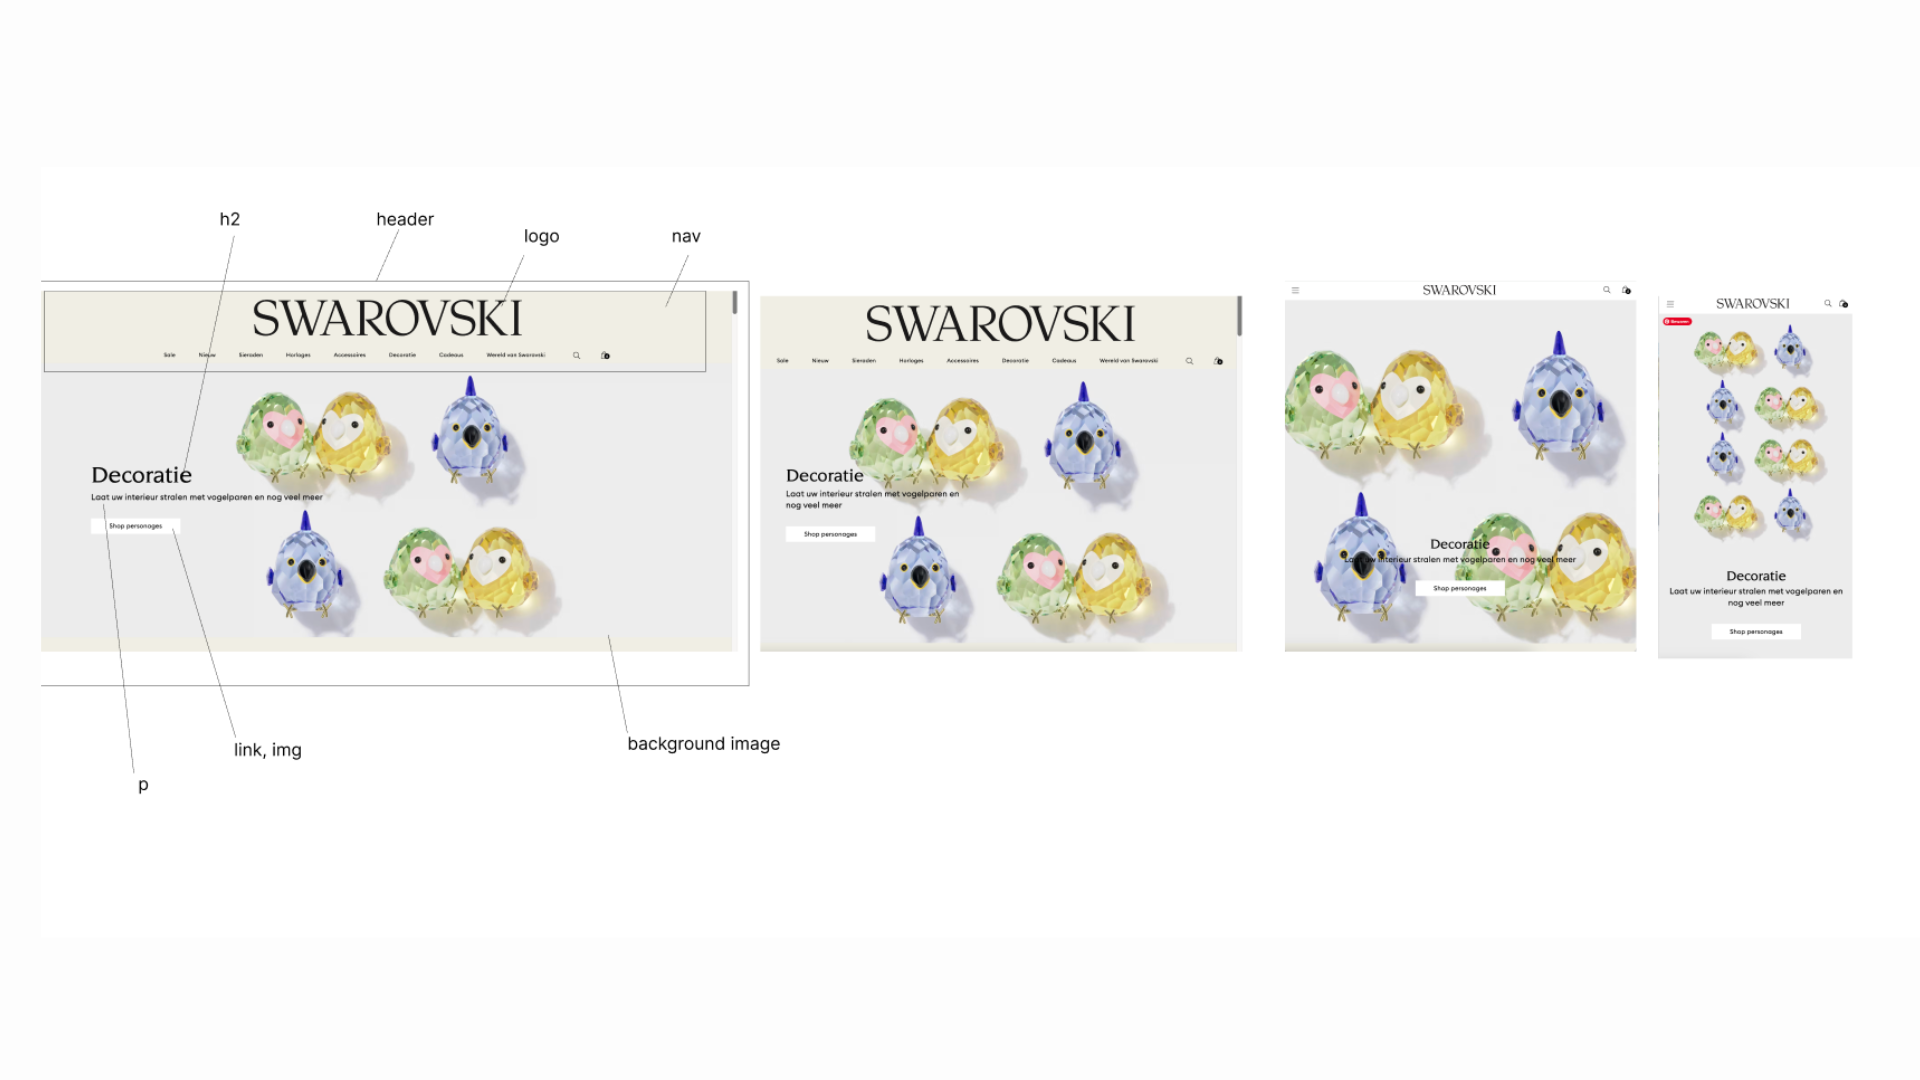 h2
header
logo
nav
SWAROVSKI
Sale Nieuw Sieraden Horloges Accessoires Decoratie Cadeaus Wereld van Swarovski
Decoratie
Laat uw interieur stralen met vogelparen en nog veel meer
Shop personages
link, img
p
background image
SWAROVSKI
Sale Nieuw Sieraden Horloges Accessoires Decoratie Cadeaus Wereld van Swarovski
Decoratie
Laat uw interieur stralen met vogelparen en
nog veel meer
Shop personages
SWAROVSKI
Decoratie
Laat uw interieur stralen met vogelparen en nog veel meer
Shop personages
SWAROVSKI
Decoratie
Laat uw interieur stralen met vogelparen en
nog veel meer
Shop personages